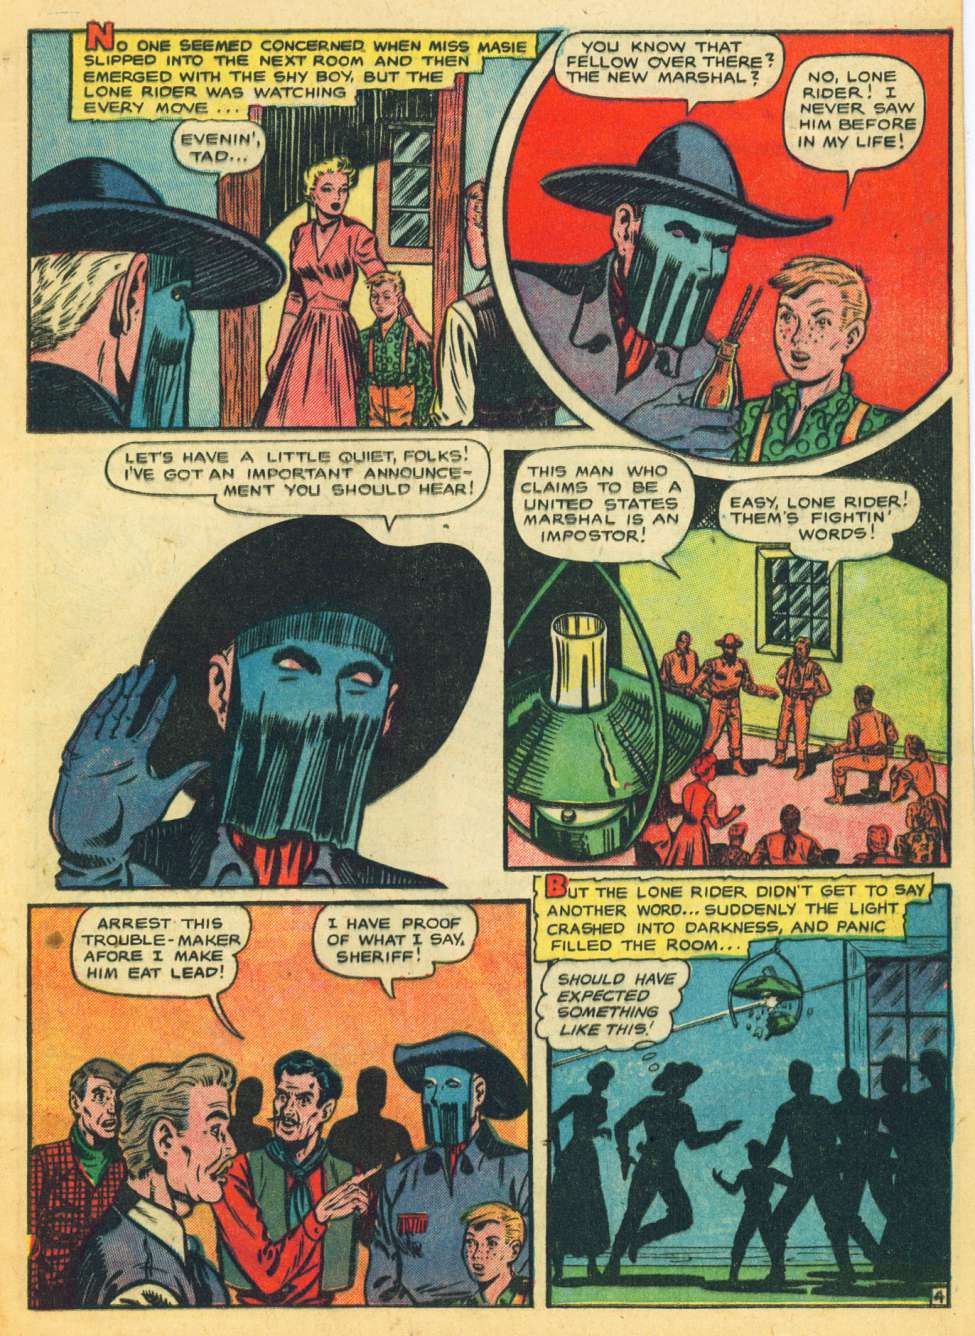 NO ONE SEEMED CONCERNED WHEN MISS MASIE
SLIPPED INTO THE NEXT ROOM AND THEN
EMERGED WITH THE SHY BOY, BUT THE
LONE RIDER WAS WATCHING
EVERY MOVE...
EVENIN',
TAD...
YOU KNOW THAT
FELLOW OVER THERE?
THE NEW MARSHAL?
NO, LONE
RIDER! I
NEVER SAW
HIM BEFORE
IN MY LIFE!
LET'S HAVE A LITTLE QUIET, FOLKS!
I'VE GOT AN IMPORTANT ANNOUNCE-
MENT YOU SHOULD HEAR!
THIS MAN WHO
CLAIMS TO BE A
UNITED STATES
MARSHAL IS AN
IMPOSTOR!
EASY, LONE RIDER!
THEM'S FIGHTIN'
WORDS!
ARREST THIS
TROUBLE-MAKER
AFORE I MAKE
HIM EAT LEAD!
I HAVE PROOF
OF WHAT I SAY,
SHERIFF!
BUT THE LONE RIDER DIDN'T GET TO SAY
ANOTHER WORD... SUDDENLY THE LIGHT
CRASHED INTO DARKNESS, AND PANIC
FILLED THE ROOM...
SHOULD HAVE
EXPECTED
SOMETHING
LIKE THIS!
4